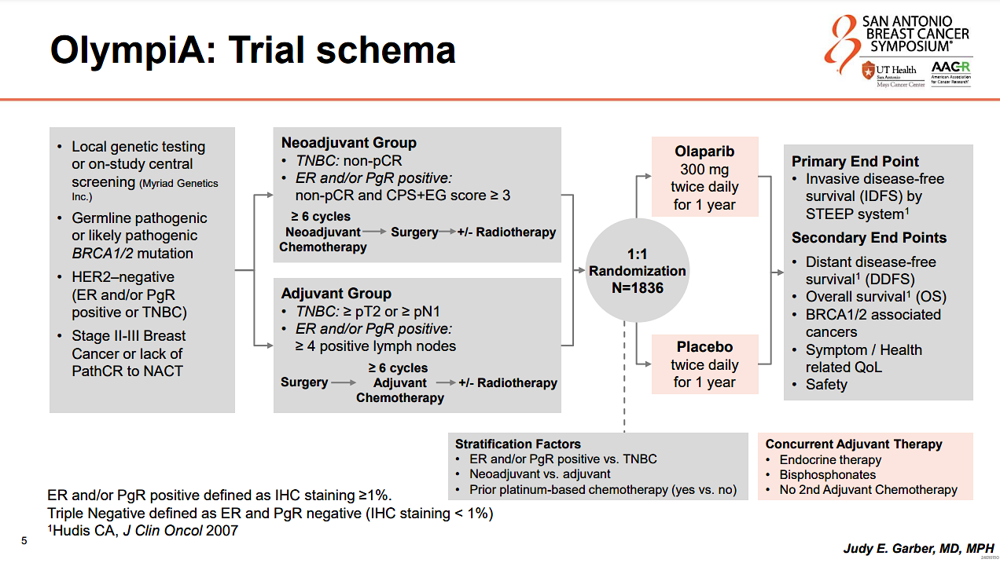 OlympiA: Trial schema
SAN ANTONIO
BREAST CANCER
SYMPOSIUM®
UT Health
San Antonio
Mays Cancer Center
AACR
American Association
for Cancer Research®
• Local genetic testing
or on-study central
screening (Myriad Genetics
Inc.)
• Germline pathogenic
or likely pathogenic
BRCA1/2 mutation
• HER2–negative
(ER and/or PgR
positive or TNBC)
• Stage II-III Breast
Cancer or lack of
PathCR to NACT
Neoadjuvant Group
• TNBC: non-pCR
• ER and/or PgR positive:
non-pCR and CPS+EG score ≥ 3
≥ 6 cycles
Neoadjuvant Surgery +/- Radiotherapy
Chemotherapy
Adjuvant Group
• TNBC: ≥ pT2 or ≥ pN1
• ER and/or PgR positive:
≥ 4 positive lymph nodes
≥ 6 cycles
Surgery Adjuvant +/- Radiotherapy
Chemotherapy
1:1
Randomization
N=1836
Olaparib
300 mg
twice daily
for 1 year
Placebo
twice daily
for 1 year
Primary End Point
• Invasive disease-free
survival (IDFS) by
STEEP system¹
Secondary End Points
• Distant disease-free
survival¹ (DDFS)
• Overall survival¹ (OS)
• BRCA1/2 associated
cancers
• Symptom / Health
related QoL
• Safety
Stratification Factors
• ER and/or PgR positive vs. TNBC
• Neoadjuvant vs. adjuvant
• Prior platinum-based chemotherapy (yes vs. no)
Concurrent Adjuvant Therapy
• Endocrine therapy
• Bisphosphonates
• No 2nd Adjuvant Chemotherapy
ER and/or PgR positive defined as IHC staining ≥1%.
Triple Negative defined as ER and PgR negative (IHC staining < 1%)
¹Hudis CA, J Clin Oncol 2007
5
Judy E. Garber, MD, MPH